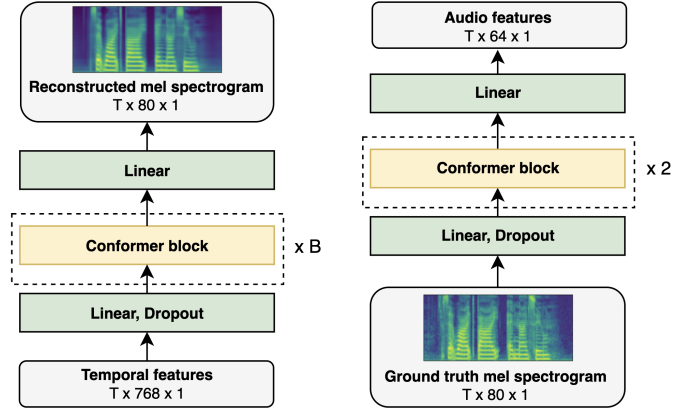 Reconstructed mel spectrogram
T x 80 x 1
Linear
Conformer block
x B
Linear, Dropout
Temporal features
T x 768 x 1
Audio features
T x 64 x 1
Linear
Conformer block
x 2
Linear, Dropout
Ground truth mel spectrogram
T x 80 x 1